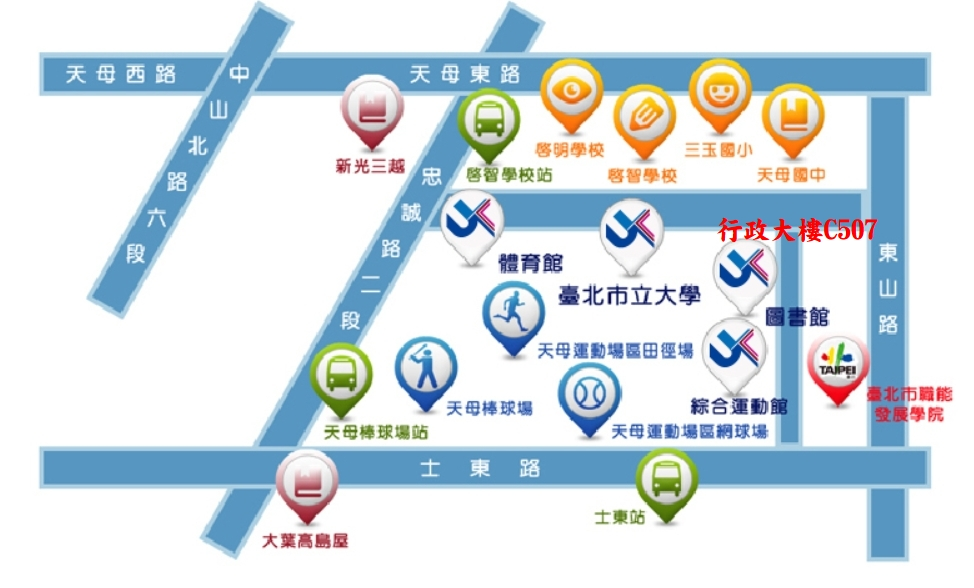 天母西路
天母東路
中山北路六段
新光三越
啓智學校站
啓明學校
啓智學校
三玉國小
天母國中
忠誠路二段
體育館
臺北市立大學
行政大樓C507
圖書館
東山路
天母運動場區田徑場
綜合運動館
TAIPEI
臺北市職能
發展學院
天母棒球場站
天母棒球場
天母運動場區網球場
士東路
士東站
大葉高島屋